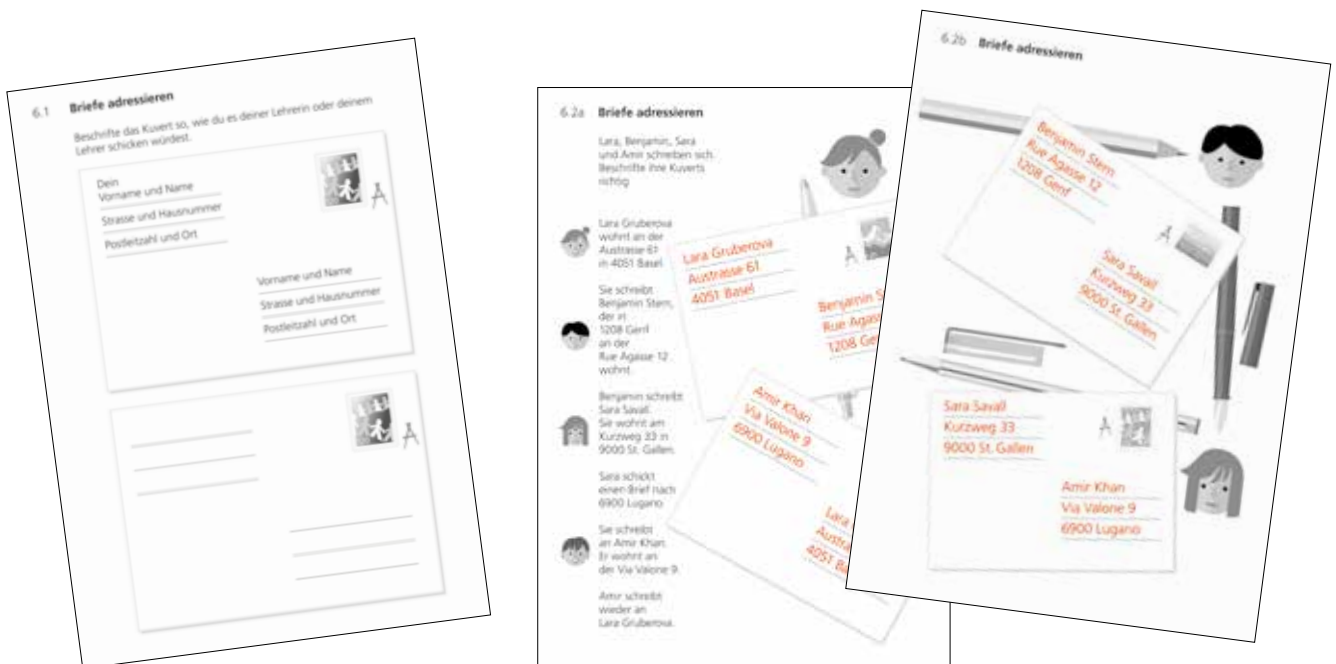 6.1 Briefe adressieren
Beschrifte das Kuvert so, wie du es deiner Lehrerin oder deinem
Lehrer schicken würdest.
Dein
Vorname und Name
Strasse und Hausnummer
Postleitzahl und Ort
Vorname und Name
Strasse und Hausnummer
Postleitzahl und Ort
6.2a Briefe adressieren
Lara, Benjamin, Sara
und Amir schreiben sich.
Beschrifte ihre Kuverts
richtig.
Lara Gruberova
wohnt an der
Austrasse 61
in 4051 Basel.
Sie schreibt
Benjamin Stern,
der in
1208 Genf
an der
Rue Agasse 12
wohnt.
Benjamin schreibt
Sara Savall.
Sie wohnt am
Kurzweg 33 in
9000 St. Gallen.
Sara schickt
einen Brief nach
6900 Lugano.
Sie schreibt
an Amir Khan.
Er wohnt an
der Via Valone 9.
Amir schreibt
wieder an
Lara Gruberova.
Lara Gruberova
Austrasse 61
4051 Basel
A
Benjamin S
Rue Agass
1208 Ge
Amir Khan
Via Valone 9
6900 Lugano
Lara
Austra
4051 Ba
6.2b Briefe adressieren
Benjamin Stern
Rue Agasse 12
1208 Genf
A
Sara Savall
Kurzweg 33
9000 St. Gallen
Sara Savall
Kurzweg 33
9000 St. Gallen
A
Amir Khan
Via Valone 9
6900 Lugano